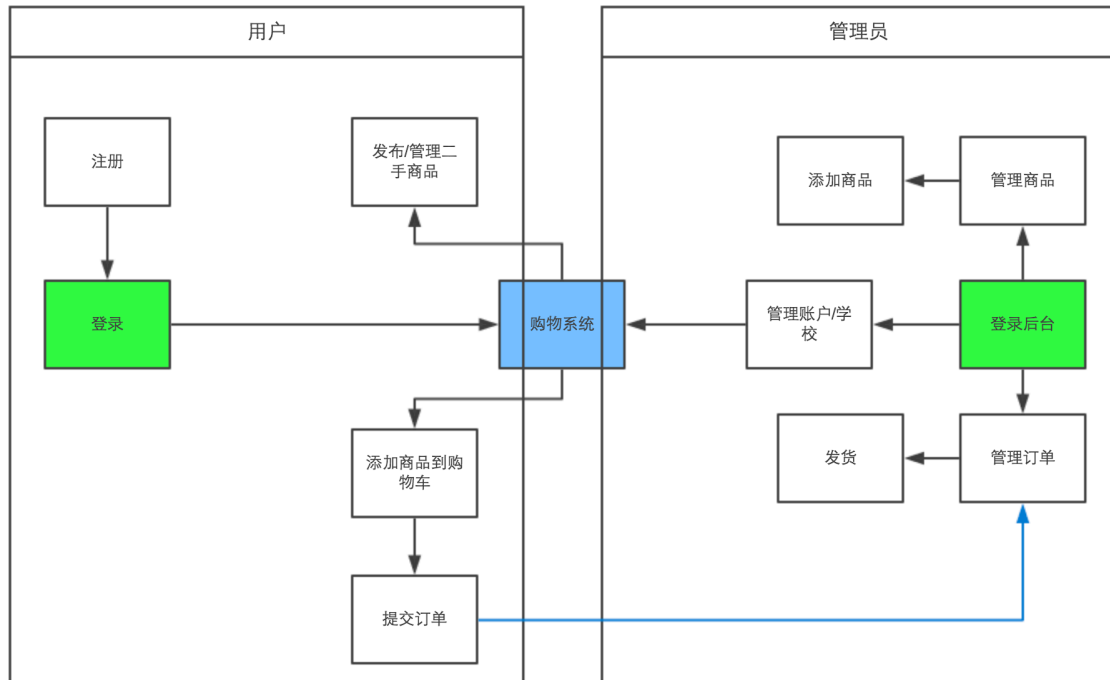 用户
管理员
注册
发布/管理二
手商品
添加商品
管理商品
登录
购物系统
管理账户/学
校
登录后台
添加商品到购
物车
发货
管理订单
提交订单